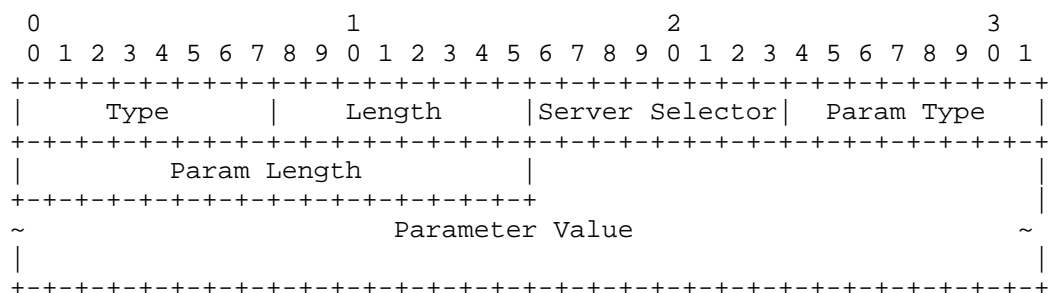 0                   1                   2                   3
 0 1 2 3 4 5 6 7 8 9 0 1 2 3 4 5 6 7 8 9 0 1 2 3 4 5 6 7 8 9 0 1
+-+-+-+-+-+-+-+-+-+-+-+-+-+-+-+-+-+-+-+-+-+-+-+-+-+-+-+-+-+-+-+-+
|     Type      |    Length     |Server Selector|  Param Type   |
+-+-+-+-+-+-+-+-+-+-+-+-+-+-+-+-+-+-+-+-+-+-+-+-+-+-+-+-+-+-+-+-+
|         Param Length          |                               |
+-+-+-+-+-+-+-+-+-+-+-+-+-+-+-+-+                               |
~                       Parameter Value                        ~
|                                                               |
+-+-+-+-+-+-+-+-+-+-+-+-+-+-+-+-+-+-+-+-+-+-+-+-+-+-+-+-+-+-+-+-+